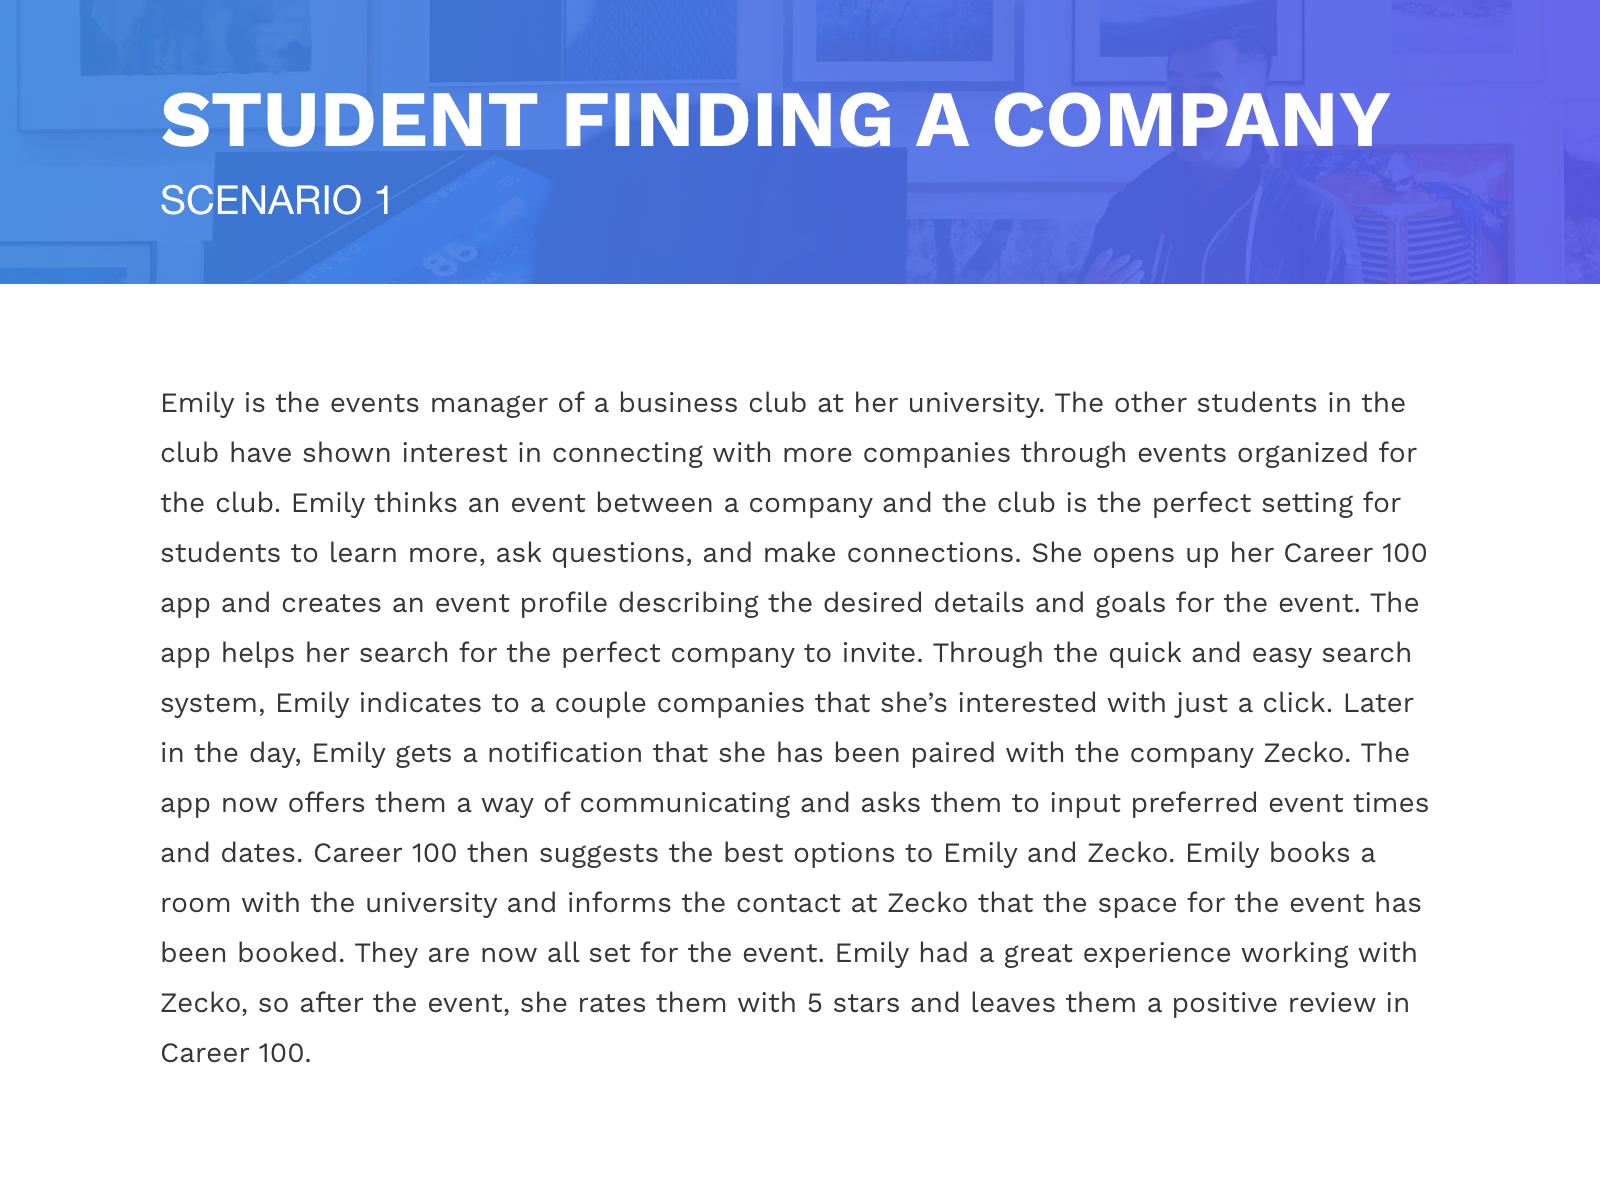 STUDENT FINDING A COMPANY
SCENARIO 1
86
Emily is the events manager of a business club at her university. The other students in the
club have shown interest in connecting with more companies through events organized for
the club. Emily thinks an event between a company and the club is the perfect setting for
students to learn more, ask questions, and make connections. She opens up her Career 100
app and creates an event profile describing the desired details and goals for the event. The
app helps her search for the perfect company to invite. Through the quick and easy search
system, Emily indicates to a couple companies that she’s interested with just a click. Later
in the day, Emily gets a notification that she has been paired with the company Zecko. The
app now offers them a way of communicating and asks them to input preferred event times
and dates. Career 100 then suggests the best options to Emily and Zecko. Emily books a
room with the university and informs the contact at Zecko that the space for the event has
been booked. They are now all set for the event. Emily had a great experience working with
Zecko, so after the event, she rates them with 5 stars and leaves them a positive review in
Career 100.